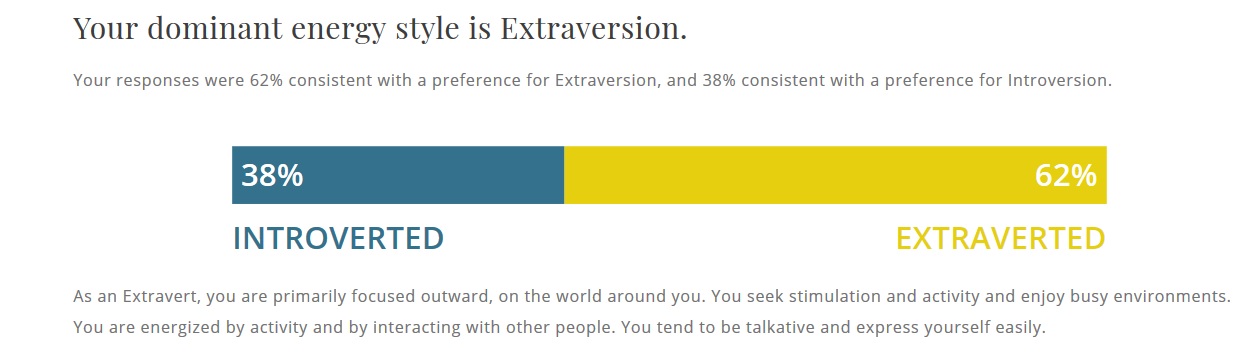 Your dominant energy style is Extraversion.
Your responses were 62% consistent with a preference for Extraversion, and 38% consistent with a preference for Introversion.
38% 62%
INTROVERTED EXTRAVERTED
As an Extravert, you are primarily focused outward, on the world around you. You seek stimulation and activity and enjoy busy environments.
You are energized by activity and by interacting with other people. You tend to be talkative and express yourself easily.